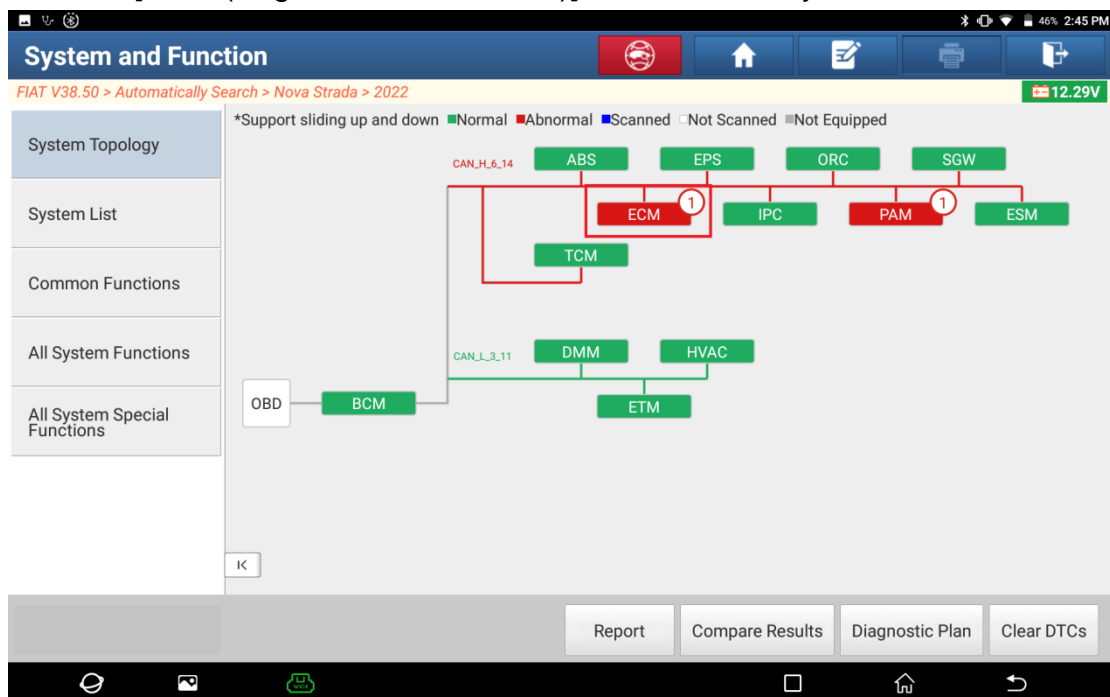 46% 2:45 PM
System and Function
FIAT V38.50 > Automatically Search > Nova Strada > 2022
12.29V
System Topology
System List
Common Functions
All System Functions
All System Special
Functions
*Support sliding up and down Normal Abnormal Scanned Not Scanned Not Equipped
CAN_H_6_14
ABS
EPS
ORC
SGW
ECM
1
IPC
PAM
1
ESM
TCM
CAN_L_3_11
DMM
HVAC
OBD
BCM
ETM
Report
Compare Results
Diagnostic Plan
Clear DTCs
VCI